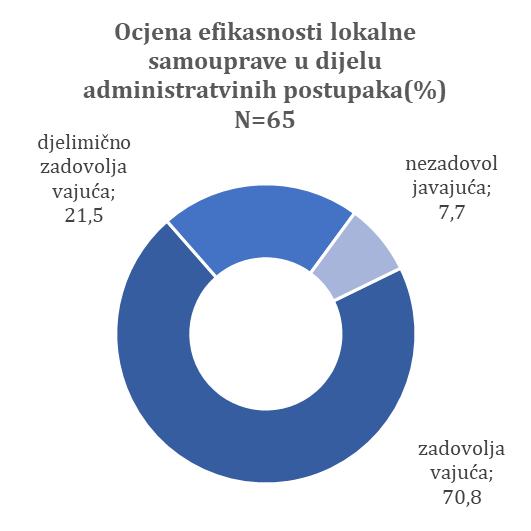 Ocjena efikasnosti lokalne
samouprave u dijelu
administratvinih postupaka(%)
N=65
djelimično
zadovolja
vajuća;
21,5
nezadovol
javajuća;
7,7
zadovolja
vajuća;
70,8